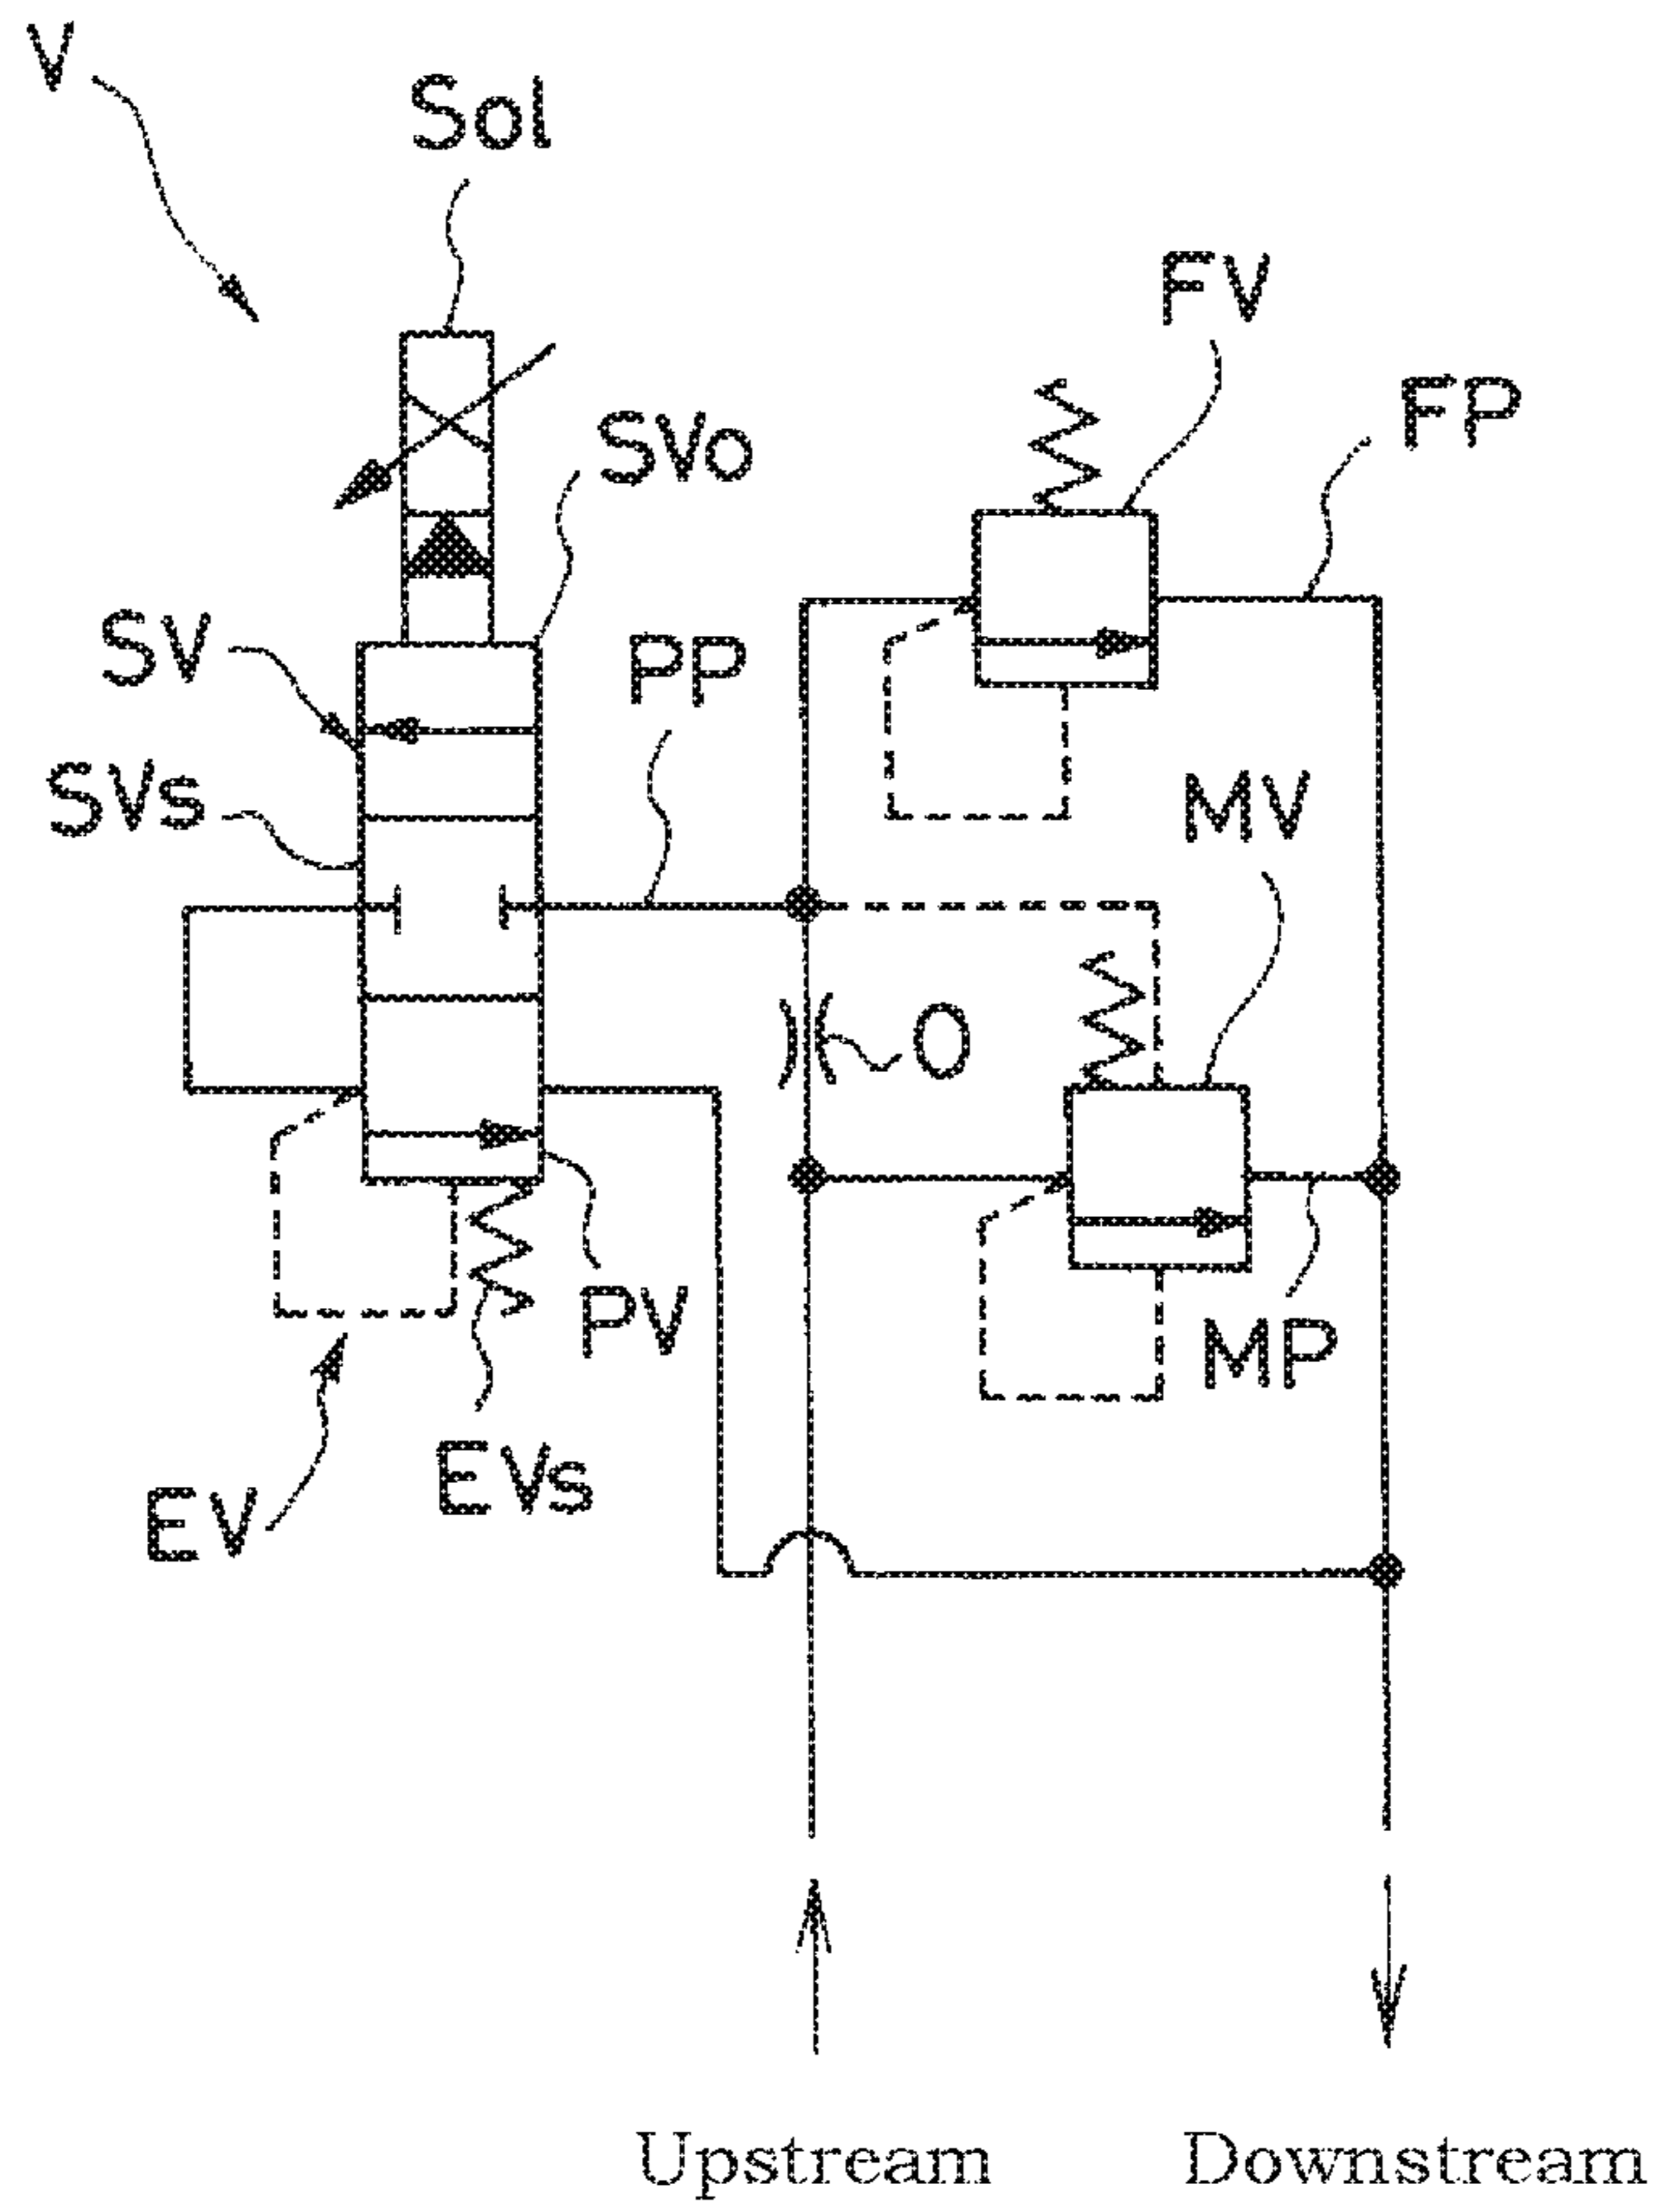 V
Sol
FV
FP
SVo
SV
PP
SVs
MV
O
PV
MP
EVs
EV
Upstream Downstream